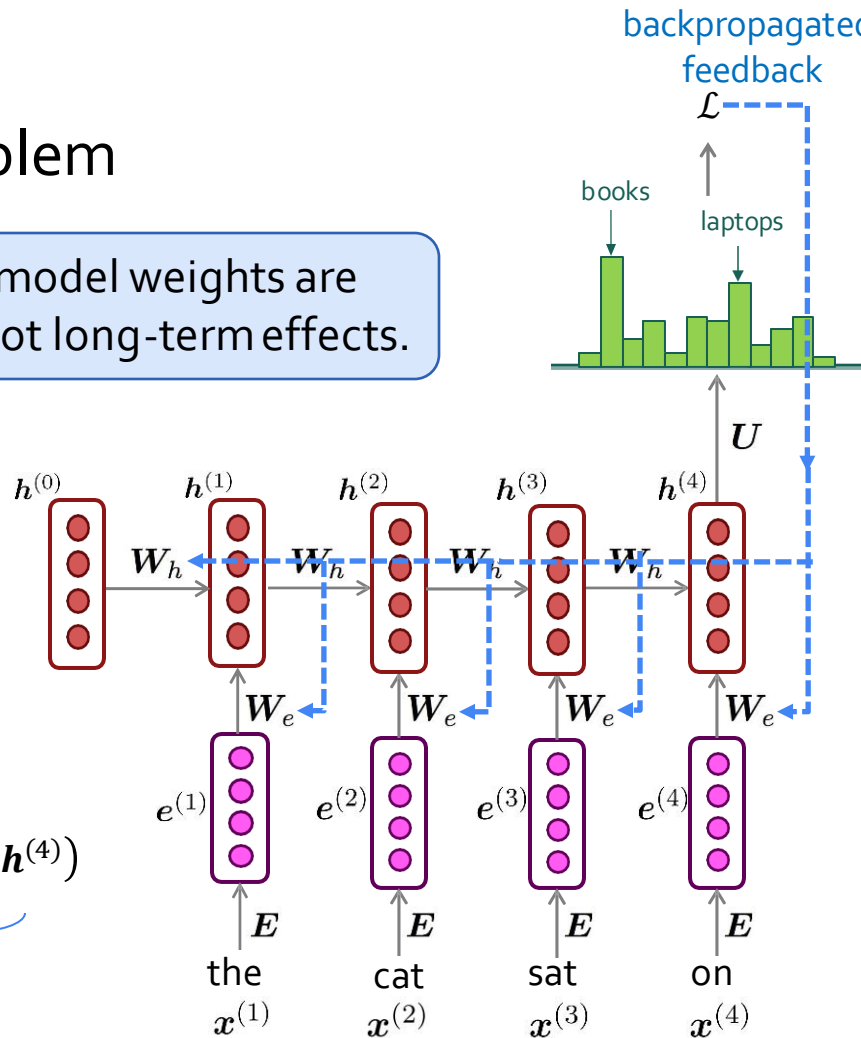 backpropagated
feedback
ℒ
blem
books
laptops
model weights are
ot long-term effects.
U
h(0) h(1) h(2) h(3) h(4)
Wh Wh Wh Wh
We We We We
e(1) e(2) e(3) e(4)
h(4))
E E E E
the cat sat on
x(1) x(2) x(3) x(4)